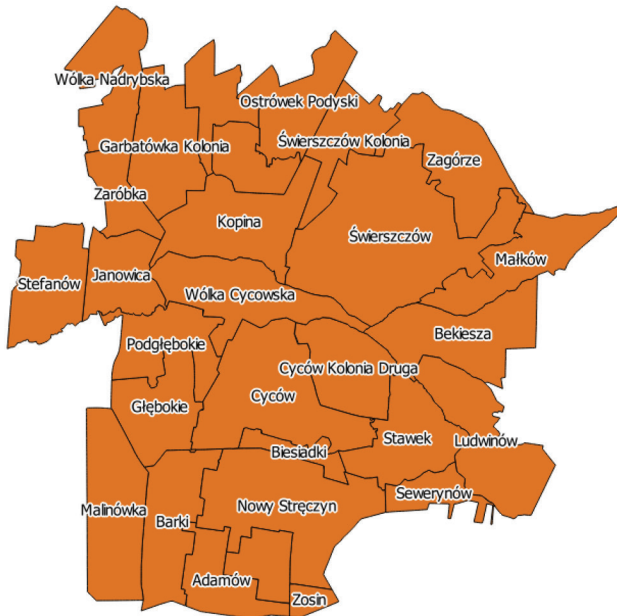 Wólka Nadrybska
Ostrówek Podyski
Garbatówka Kolonia
Świerszczów Kolonia
Zagórze
Zaróbka
Kopina
Świerszczów
Małków
Stefanów
Janowica
Wólka Cycowska
Bekiesza
Podgłębokie
Cyców Kolonia Druga
Cyców
Głębokie
Stawek
Ludwinów
Biesiadki
Sewerynów
Malinówka
Nowy Stręczyn
Barki
Adamów
Zosin